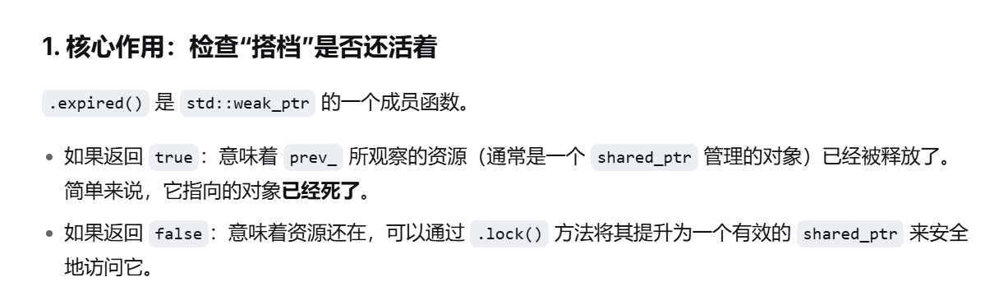 1. 核心作用：检查“搭档”是否还活着
.expired() 是 std::weak_ptr 的一个成员函数。
如果返回 true：意味着 prev_ 所观察的资源（通常是一个 shared_ptr 管理的对象）已经被释放了。
简单来说，它指向的对象已经死了。
如果返回 false：意味着资源还在，可以通过 .lock() 方法将其提升为一个有效的 shared_ptr 来安全
地访问它。